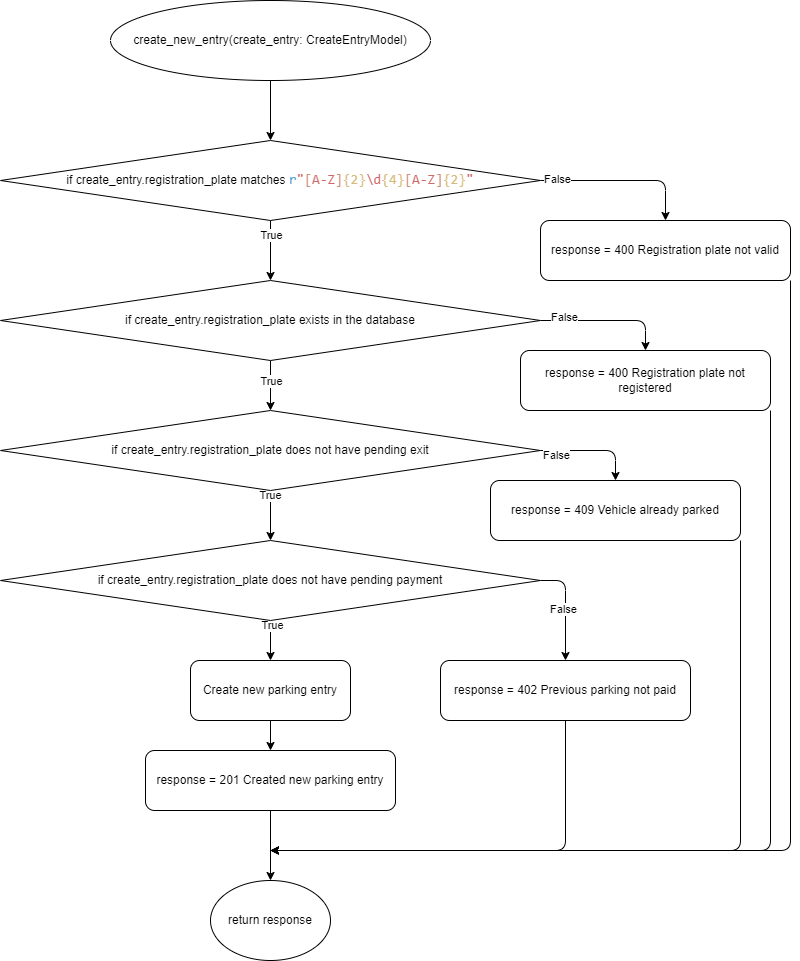 create_new_entry(create_entry: CreateEntryModel)
if create_entry.registration_plate matches r"[A-Z]{2}\d{4}[A-Z]{2}"
False
True
response = 400 Registration plate not valid
if create_entry.registration_plate exists in the database
False
True
response = 400 Registration plate not
registered
if create_entry.registration_plate does not have pending exit
False
True
response = 409 Vehicle already parked
if create_entry.registration_plate does not have pending payment
False
True
Create new parking entry
response = 402 Previous parking not paid
response = 201 Created new parking entry
return response